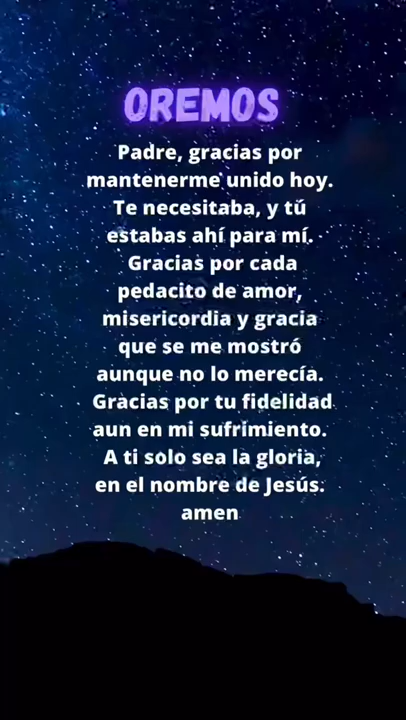 OREMOS
Padre, gracias por
mantenerme unido hoy.
Te necesitaba, y tú
estabas ahí para mí.
Gracias por cada
pedacito de amor,
misericordia y gracia
que se me mostró
aunque no lo merecía.
Gracias por tu fidelidad
aun en mi sufrimiento.
A ti solo sea la gloria,
en el nombre de Jesús.
amen